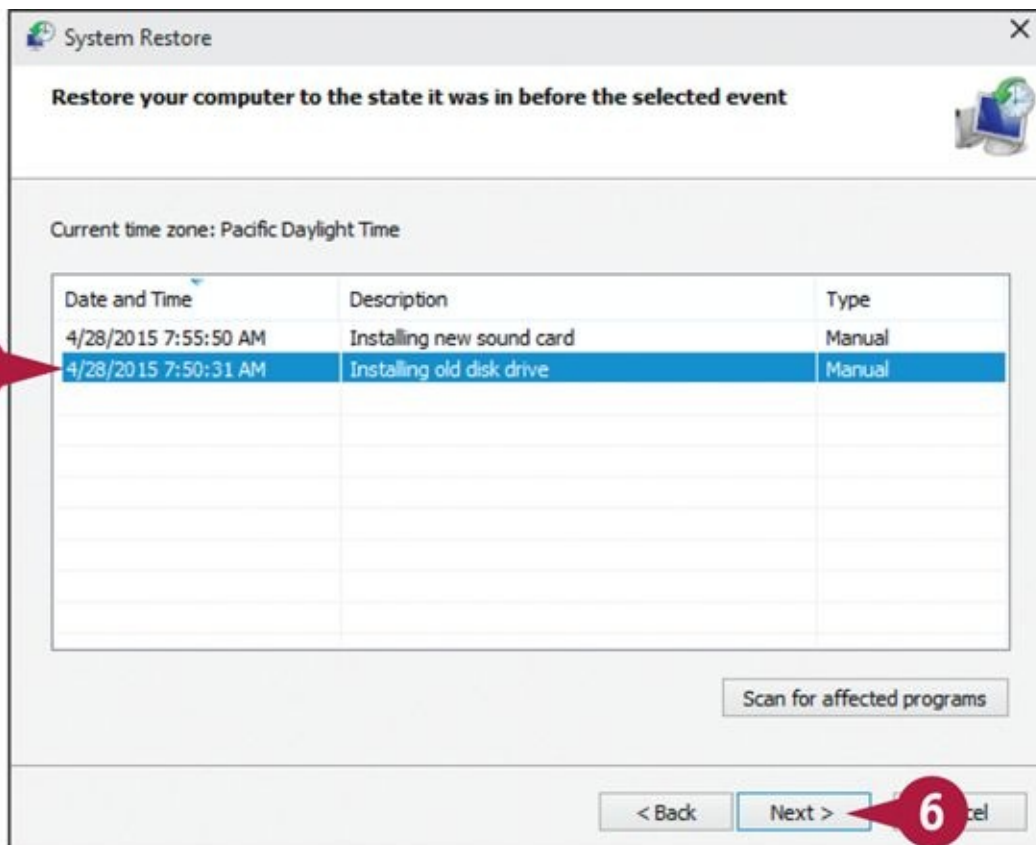 System Restore
Restore your computer to the state it was in before the selected event
Current time zone: Pacific Daylight Time
Date and Time Description Type
4/28/2015 7:55:50 AM Installing new sound card Manual
4/28/2015 7:50:31 AM Installing old disk drive Manual
Scan for affected programs
< Back Next > 6